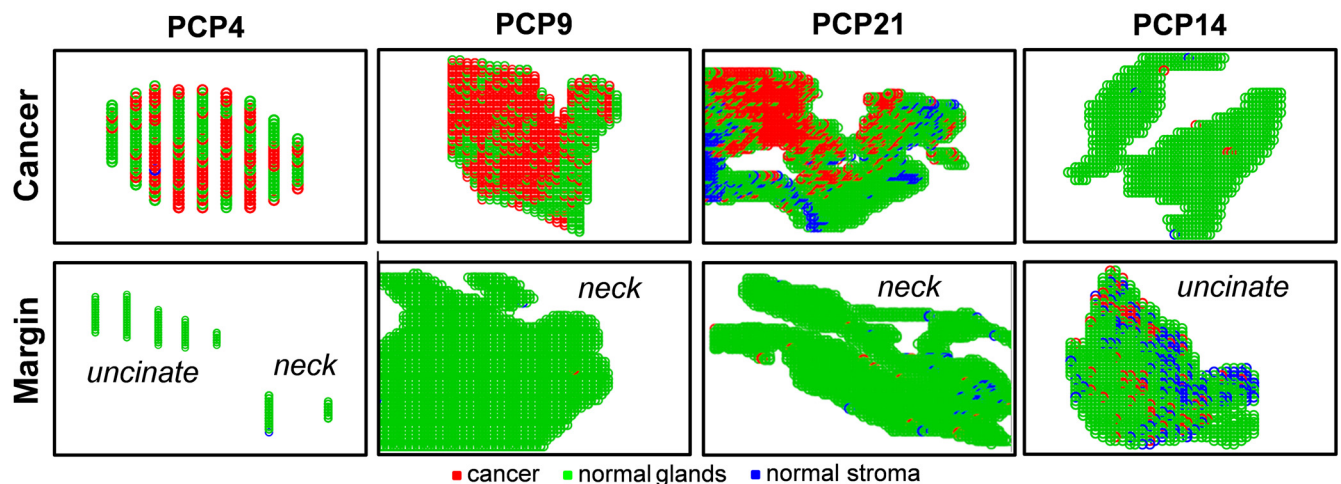 PCP4 PCP9 PCP21 PCP14
Cancer
Margin
uncinate neck
neck
neck
uncinate
cancer normal glands normal stroma